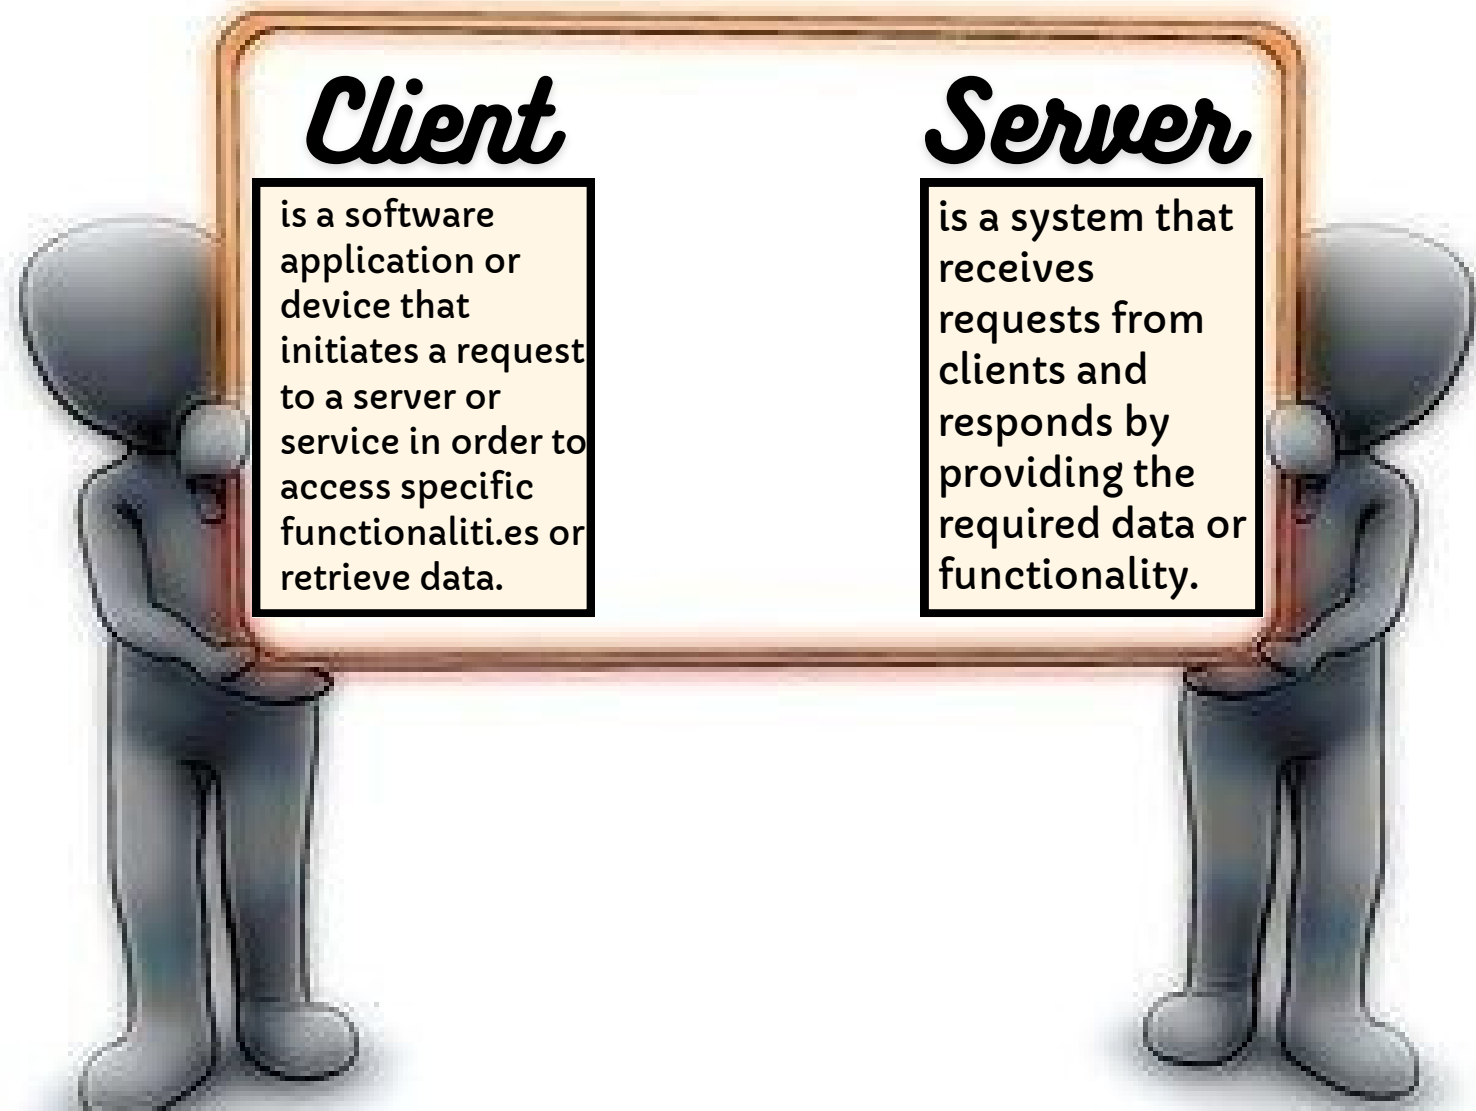 Client
is a software
application or
device that
initiates a request
to a server or
service in order to
access specific
functionaliti.es or
retrieve data.
Server
is a system that
receives
requests from
clients and
responds by
providing the
required data or
functionality.